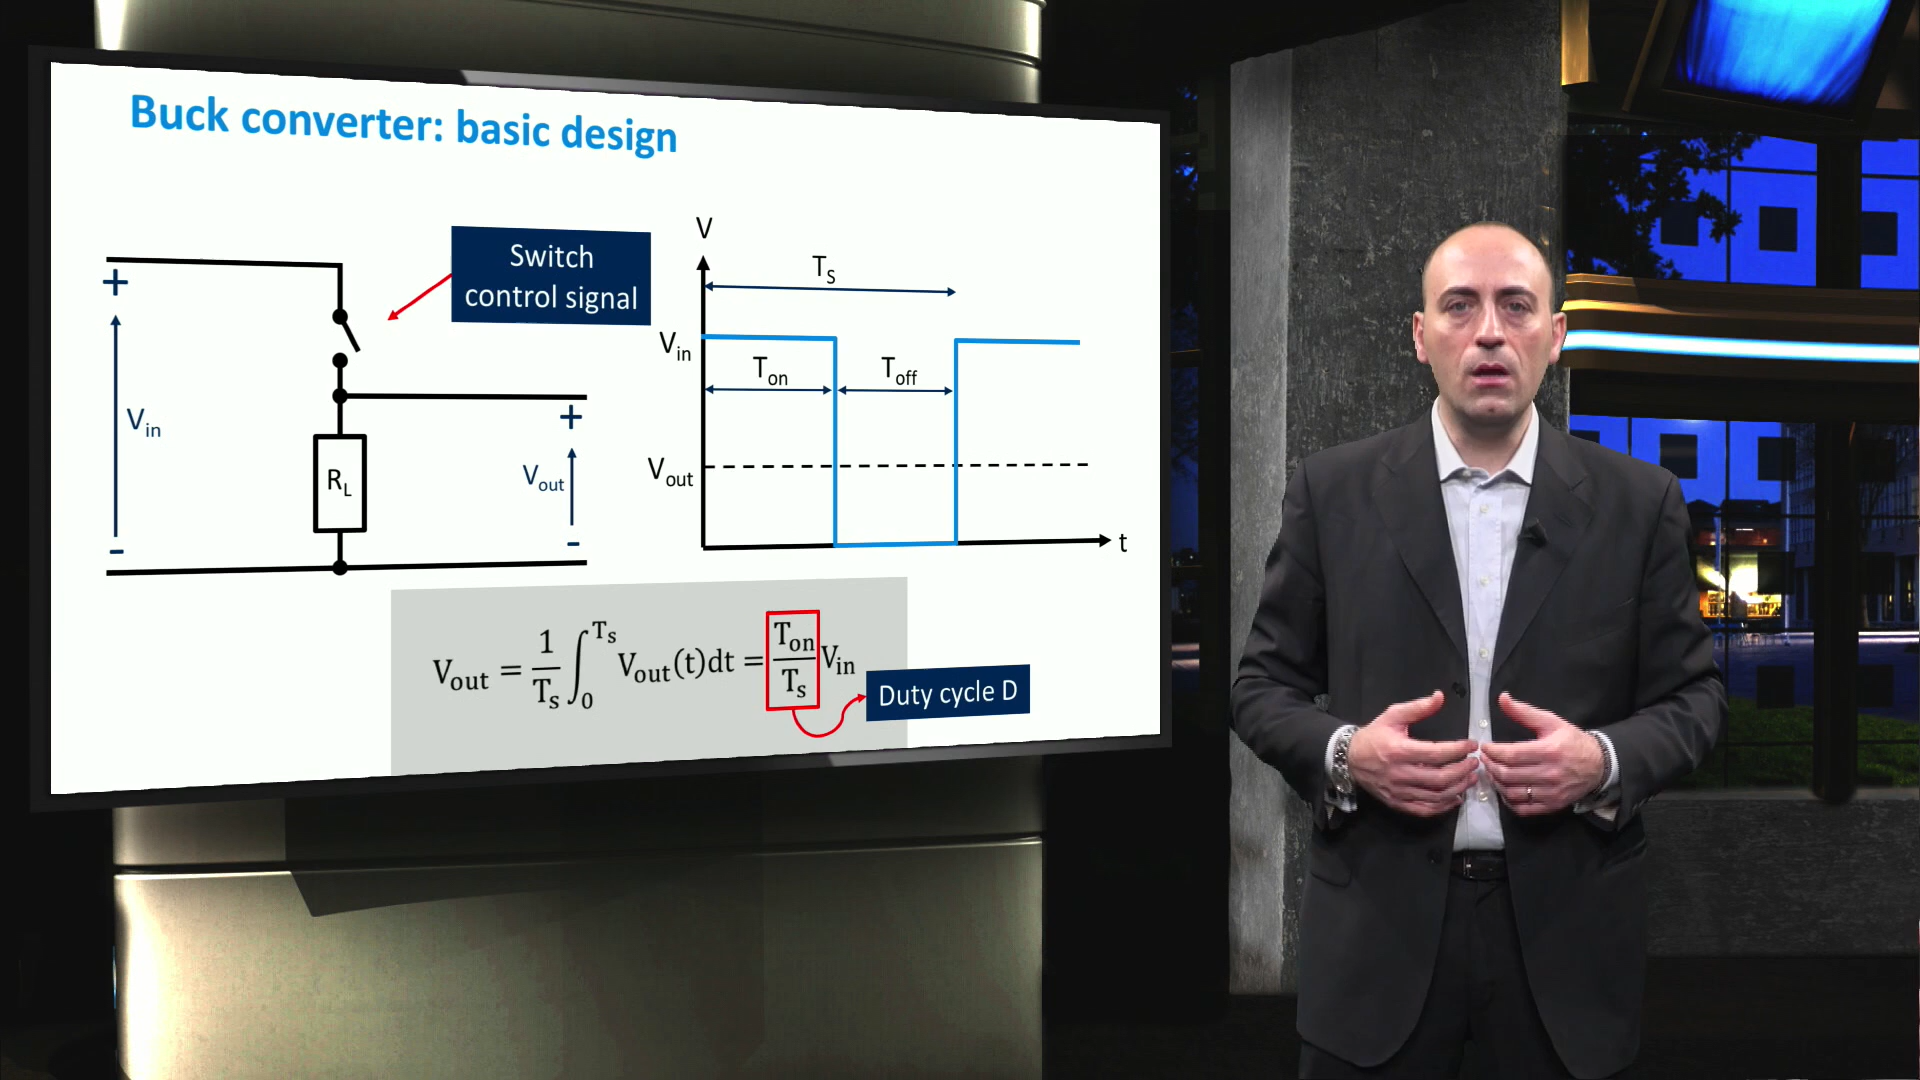 Buck converter: basic design
Switch
control signal
+
V_in
-
R_L
+
V_out
-
V
T_S
V_in
T_on
T_off
V_out
t
V_out = 1/T_s ∫_0^T_s V_out(t)dt = T_on/T_s V_in
Duty cycle D